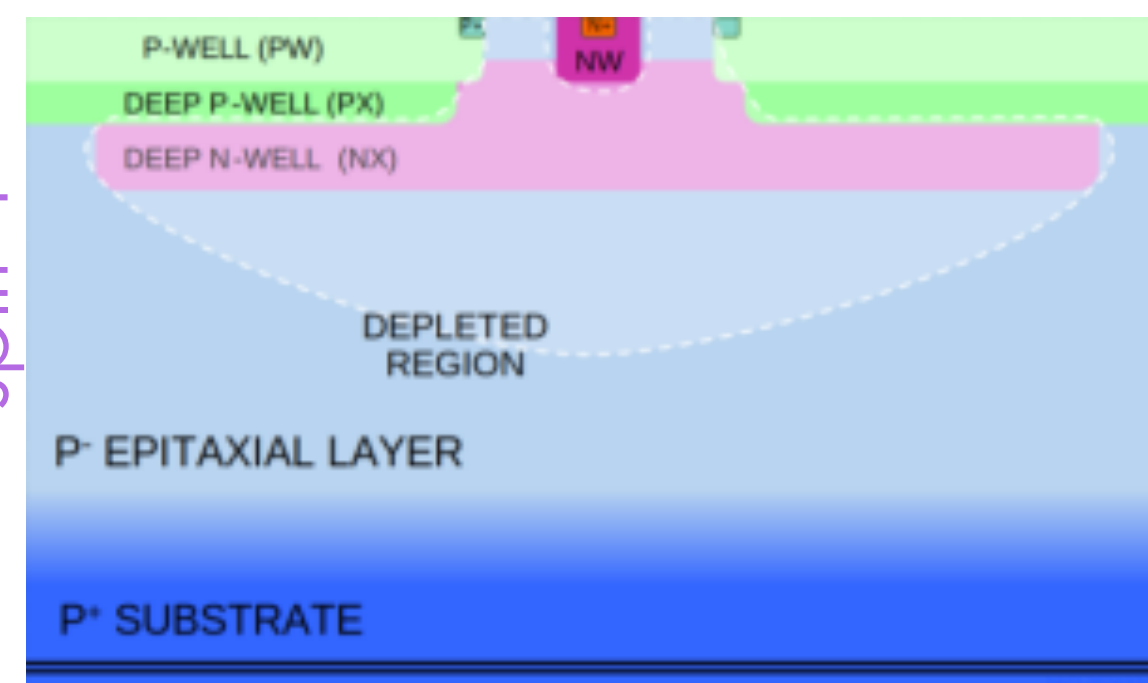 N+
P-WELL (PW)
NW
DEEP P-WELL (PX)
DEEP N-WELL (NX)
DEPLETED
REGION
P- EPITAXIAL LAYER
P+ SUBSTRATE